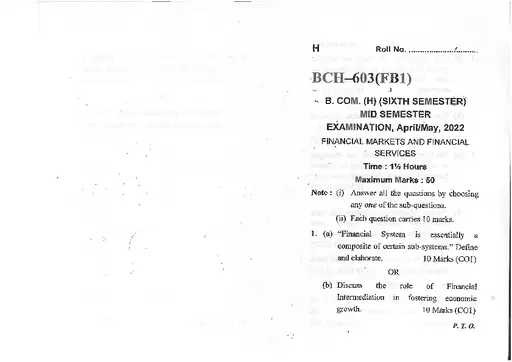 H Roll No. ..................../..........
BCH–603(FB1)
B. COM. (H) (SIXTH SEMESTER)
MID SEMESTER
EXAMINATION, April/May, 2022
FINANCIAL MARKETS AND FINANCIAL
SERVICES
Time : 1½ Hours
Maximum Marks : 50
Note : (i) Answer all the questions by choosing
any one of the sub-questions.
(ii) Each question carries 10 marks.
1. (a) "Financial System is essentially a
composite of certain sub-systems." Define
and elaborate. 10 Marks (CO1)
OR
(b) Discuss the role of Financial
Intermediation in fostering economic
growth. 10 Marks (CO1)
P. T. O.